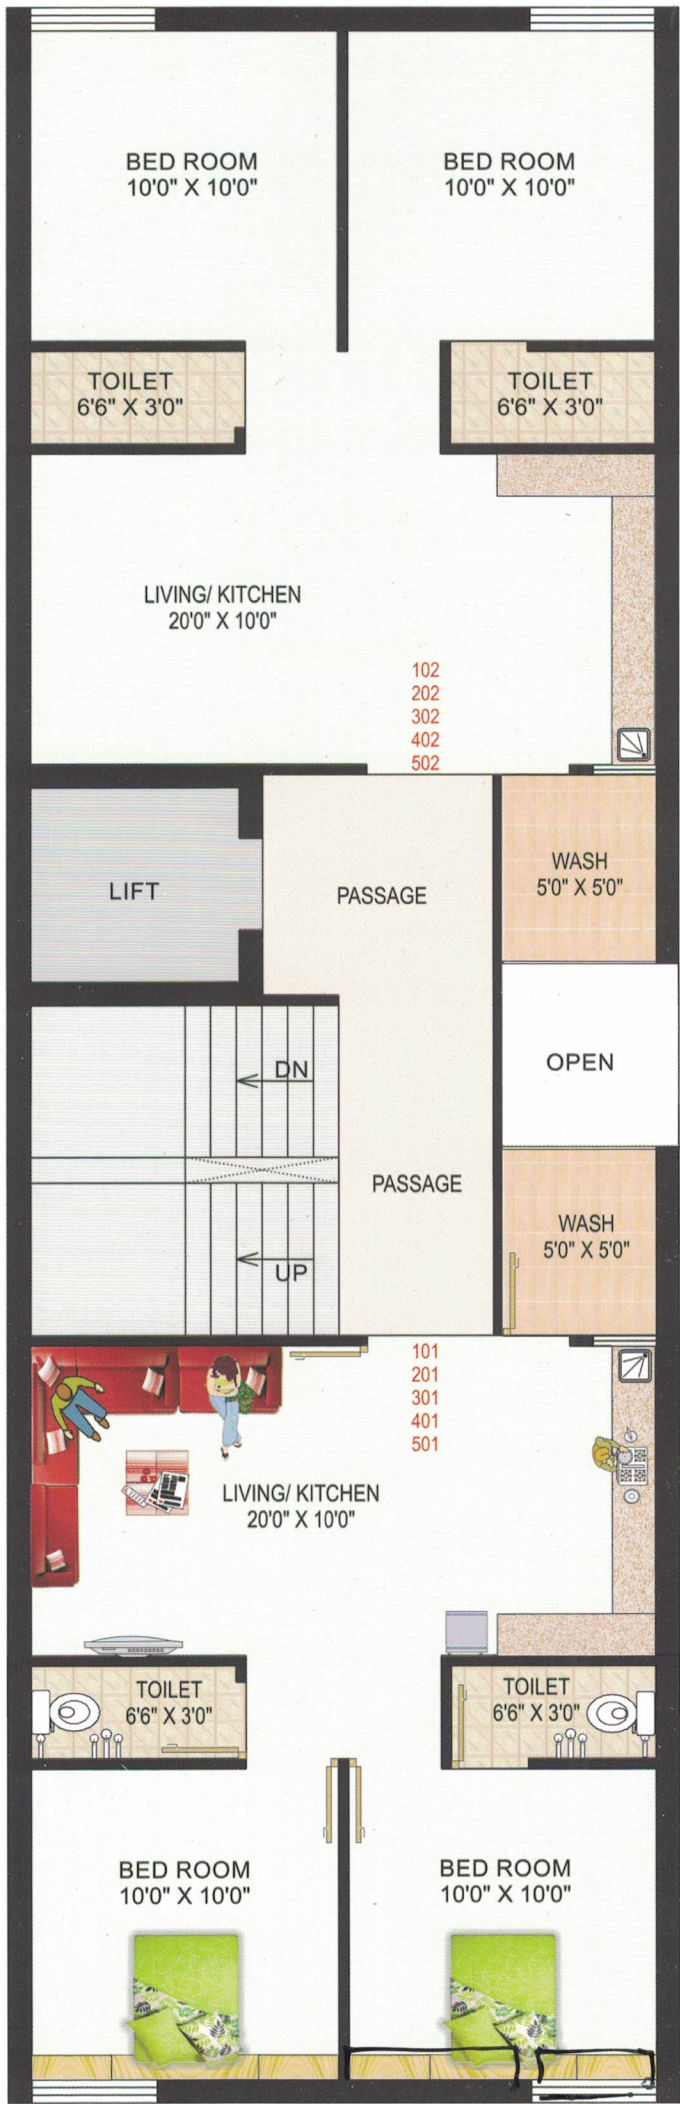 BED ROOM
10'0" X 10'0"
BED ROOM
10'0" X 10'0"
TOILET
6'6" X 3'0"
TOILET
6'6" X 3'0"
LIVING/ KITCHEN
20'0" X 10'0"
102
202
302
402
502
LIFT
PASSAGE
WASH
5'0" X 5'0"
OPEN
DN
PASSAGE
WASH
5'0" X 5'0"
UP
101
201
301
401
501
LIVING/ KITCHEN
20'0" X 10'0"
TOILET
6'6" X 3'0"
TOILET
6'6" X 3'0"
BED ROOM
10'0" X 10'0"
BED ROOM
10'0" X 10'0"